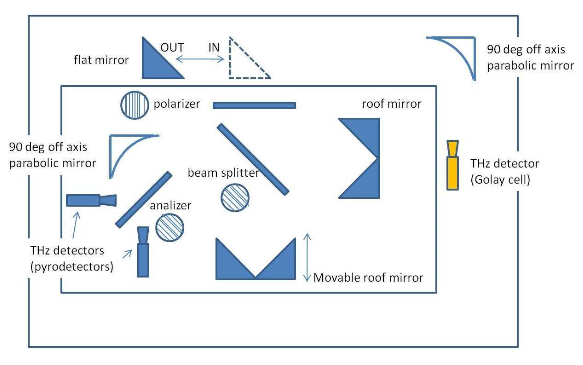 OUT IN
flat mirror
90 deg off axis
parabolic mirror
polarizer
roof mirror
90 deg off axis
parabolic mirror
beam splitter
THz detector
(Golay cell)
analizer
THz detectors
(pyrodetectors)
Movable roof mirror